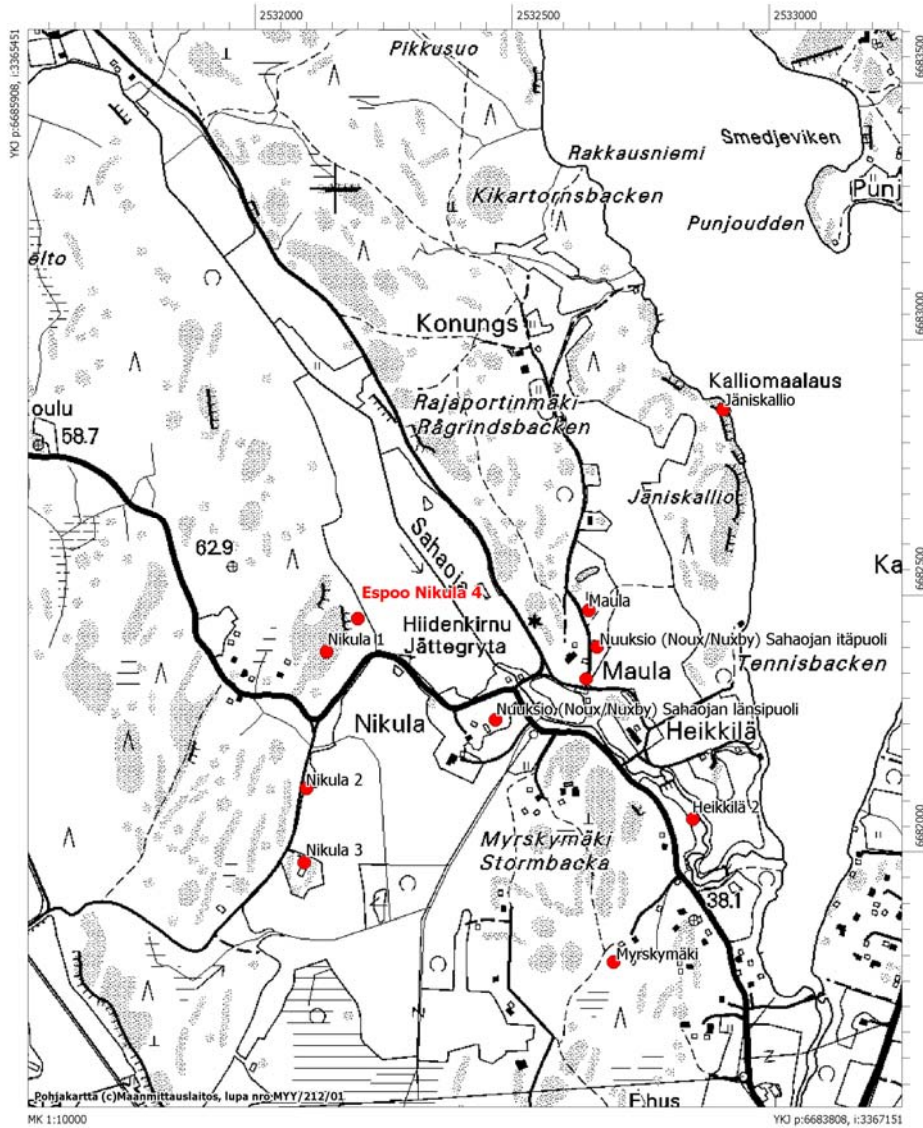 2532000
2532500
2533000
YKJ p:6685908, i:3365451
6683500
Pikkusuo
Smedjeviken
Rakkausniemi
Punj
Kikartornsbacken
Punjoudden
elto
6683000
Konungs
Kalliomaalaus
Jäniskallio
Rajaportinmäki
Rågrindsbacken
oulu
58.7
Jäniskallio
Sahaoja
62.9
6682500
Ka
Espoo Nikula 4
Maula
Hiidenkirnu
Jättegryta
Nikula 1
Nuuksio (Noux/Nuxby) Sahaojan itäpuoli
Maula
Tennisbacken
Nuuksio (Noux/Nuxby) Sahaojan länsipuoli
Nikula
Heikkilä
Nikula 2
Heikkilä 2
6682000
Myrskymäki
Stormbacka
Nikula 3
38.1
Myrskymäki
Pohjakartta (c)Maanmittauslaitos, lupa nro MYY/212/01
hus
MK 1:10000
YKJ p:6683808, i:3367151